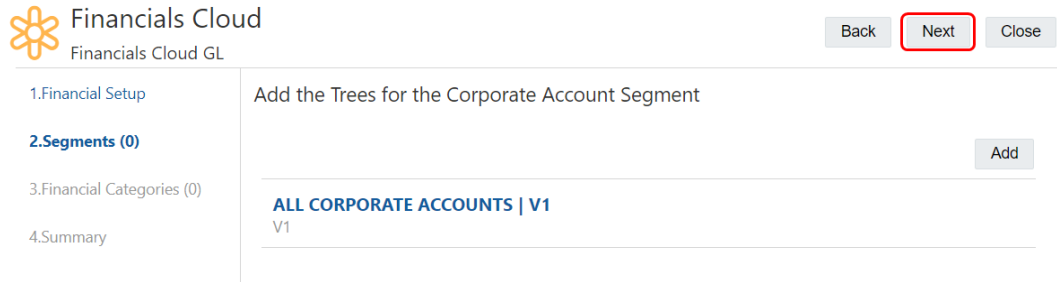 Financials Cloud
Financials Cloud GL
Back
Next
Close
1.Financial Setup
2.Segments (0)
3.Financial Categories (0)
4.Summary
Add the Trees for the Corporate Account Segment
Add
ALL CORPORATE ACCOUNTS | V1
V1